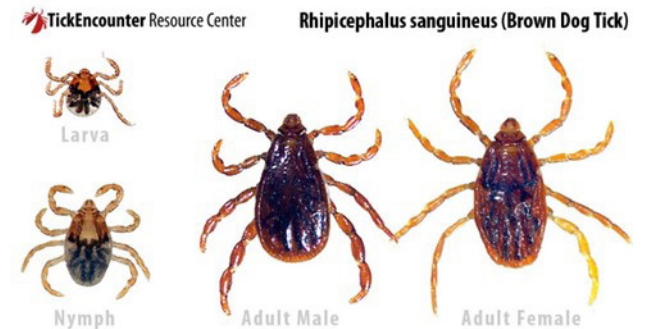 TickEncounter Resource Center
Rhipicephalus sanguineus (Brown Dog Tick)
Larva
Nymph
Adult Male
Adult Female